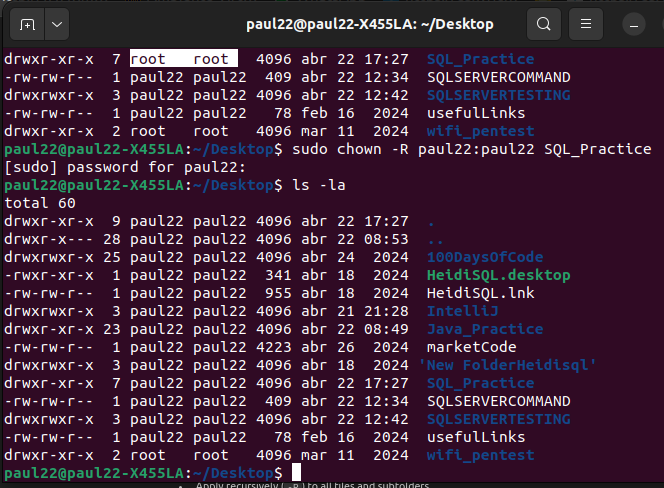 paul22@paul22-X455LA: ~/Desktop
drwxr-xr-x  7 root   root   4096 abr 22 17:27  SQL_Practice
-rw-rw-r--  1 paul22 paul22  409 abr 22 12:34  SQLSERVERCOMMAND
drwxrwxr-x  3 paul22 paul22 4096 abr 22 12:42  SQLSERVERTESTING
-rw-rw-r--  1 paul22 paul22   78 feb 16  2024  usefulLinks
drwxr-xr-x  2 root   root   4096 mar 11  2024  wifi_pentest
paul22@paul22-X455LA:~/Desktop$ sudo chown -R paul22:paul22 SQL_Practice
[sudo] password for paul22:
paul22@paul22-X455LA:~/Desktop$ ls -la
total 60
drwxr-xr-x  9 paul22 paul22 4096 abr 22 17:27  .
drwxr-x--- 28 paul22 paul22 4096 abr 22 08:53  ..
drwxrwxr-x 25 paul22 paul22 4096 abr 24  2024  100DaysOfCode
-rwxr-xr-x  1 paul22 paul22  341 abr 18  2024  HeidiSQL.desktop
-rw-rw-r--  1 paul22 paul22  955 abr 18  2024  HeidiSQL.lnk
drwxrwxr-x  3 paul22 paul22 4096 abr 21 21:28  IntelliJ
drwxr-xr-x 23 paul22 paul22 4096 abr 22 08:49  Java_Practice
-rw-rw-r--  1 paul22 paul22 4223 abr 26  2024  marketCode
drwxrwxr-x  3 paul22 paul22 4096 abr 18  2024 'New FolderHeidisql'
drwxr-xr-x  7 paul22 paul22 4096 abr 22 17:27  SQL_Practice
-rw-rw-r--  1 paul22 paul22  409 abr 22 12:34  SQLSERVERCOMMAND
drwxrwxr-x  3 paul22 paul22 4096 abr 22 12:42  SQLSERVERTESTING
-rw-rw-r--  1 paul22 paul22   78 feb 16  2024  usefulLinks
drwxr-xr-x  2 root   root   4096 mar 11  2024  wifi_pentest
paul22@paul22-X455LA:~/Desktop$
Apply recursively (-R) to all files and subfolders